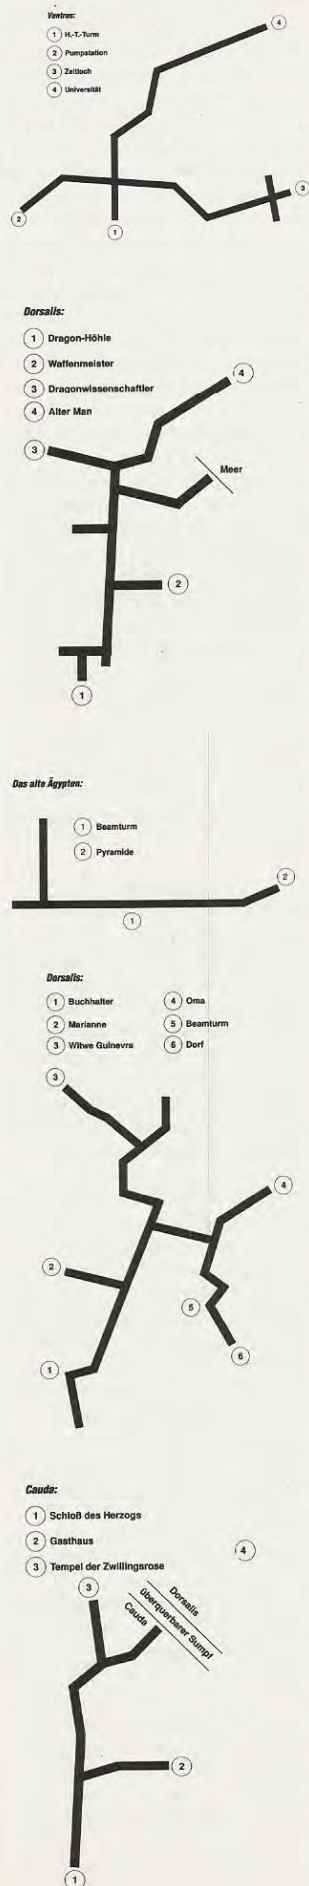 Ventrus:
1 H.-T.-Turm
2 Pumpstation
3 Zeitloch
4 Universität
4
2
3
1
Dorsalis:
1 Dragon-Höhle
2 Waffenmeister
3 Dragonwissenschaftler
4 Alter Man
4
3
Meer
2
1
Das alte Ägypten:
1 Beamturm
2 Pyramide
2
1
Dorsalis:
1 Buchhalter
2 Marianne
3 Witwe Guinevra
4 Oma
5 Beamturm
6 Dorf
3
4
2
5
6
1
Cauda:
1 Schloß des Herzogs
2 Gasthaus
3 Tempel der Zwillingsrose
4
3
Dorsalis
überquerbarer Sumpf
Cauda
2
1